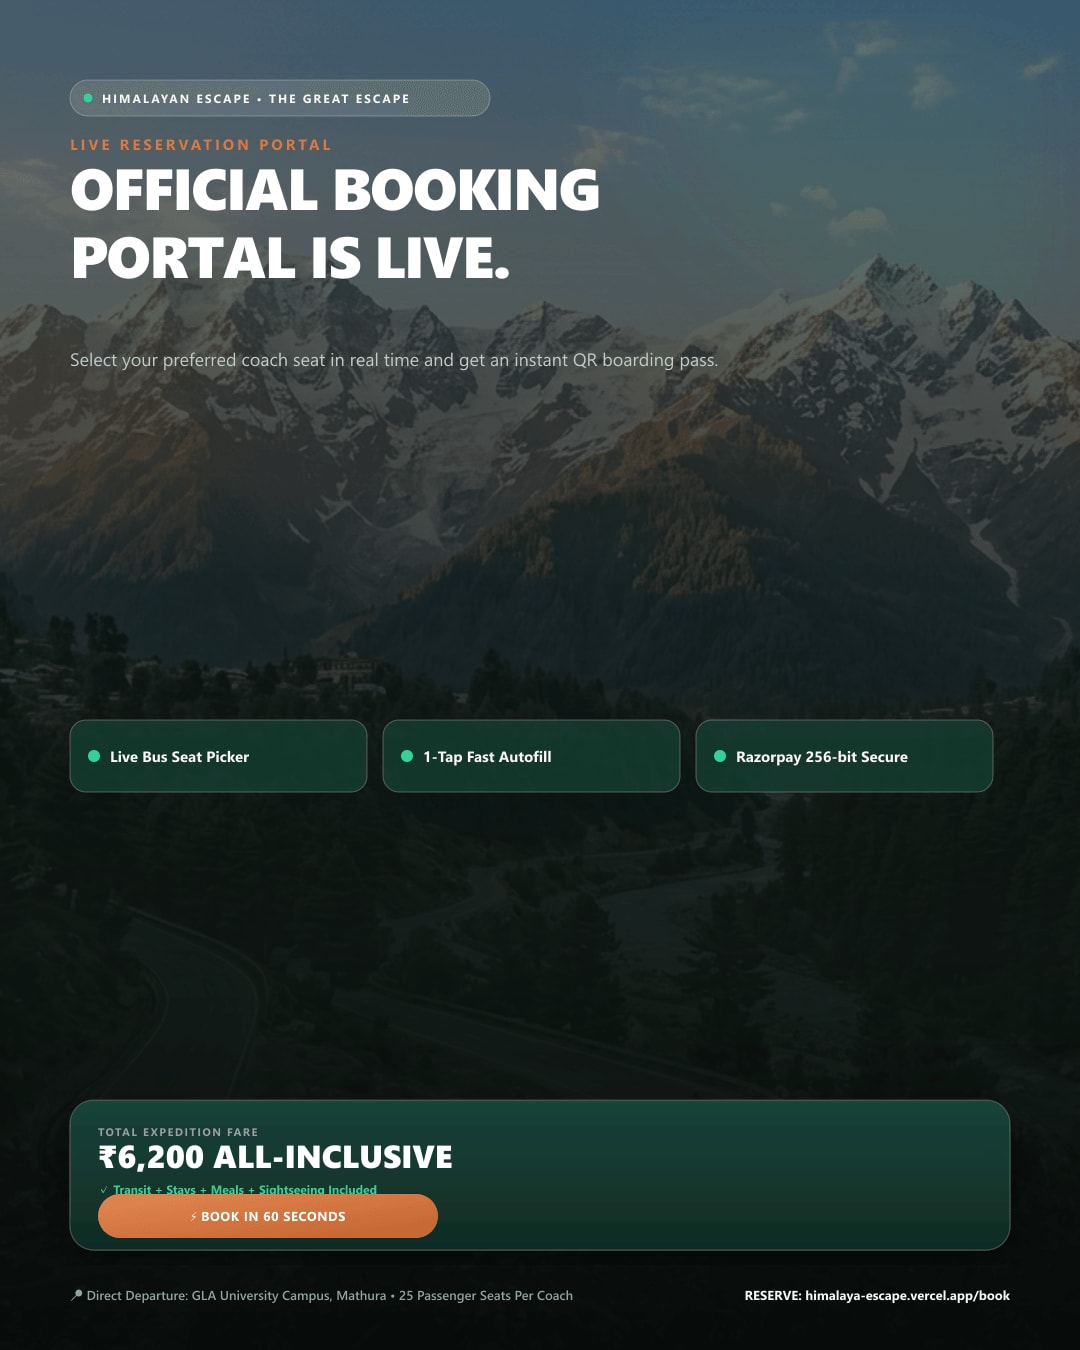 HIMALAYAN ESCAPE • THE GREAT ESCAPE
LIVE RESERVATION PORTAL
OFFICIAL BOOKING
PORTAL IS LIVE.
Select your preferred coach seat in real time and get an instant QR boarding pass.
Live Bus Seat Picker
1-Tap Fast Autofill
Razorpay 256-bit Secure
TOTAL EXPEDITION FARE
₹6,200 ALL-INCLUSIVE
✓ Transit + Stays + Meals + Sightseeing Included
⚡ BOOK IN 60 SECONDS
📍 Direct Departure: GLA University Campus, Mathura • 25 Passenger Seats Per Coach
RESERVE: himalaya-escape.vercel.app/book